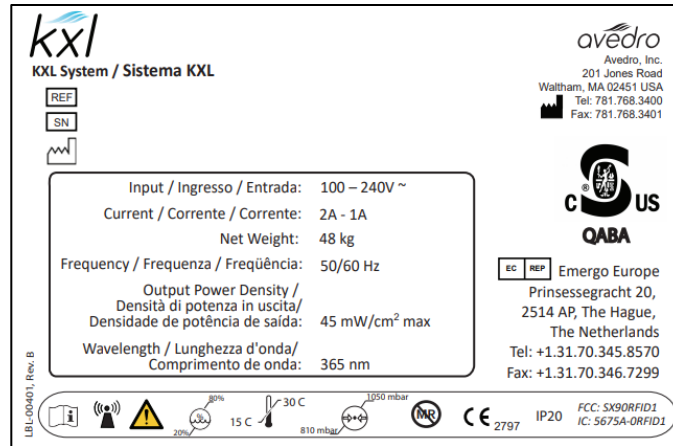 kxl
KXL System / Sistema KXL
REF
SN
avedro
Avedro, Inc.
201 Jones Road
Waltham, MA 02451 USA
Tel: 781.768.3400
Fax: 781.768.3401
Input / Ingresso / Entrada: 100 – 240V ~
Current / Corrente / Corrente: 2A - 1A
Net Weight: 48 kg
Frequency / Frequenza / Freqüência: 50/60 Hz
Output Power Density /
Densità di potenza in uscita/
Densidade de potência de saída: 45 mW/cm² max
Wavelength / Lunghezza d'onda/
Comprimento de onda: 365 nm
® C S US
QABA
EC REP Emergo Europe
Prinsessegracht 20,
2514 AP, The Hague,
The Netherlands
Tel: +1.31.70.345.8570
Fax: +1.31.70.346.7299
LBL-00401, Rev. B
20% 80%
15 C 30 C
810 mbar 1050 mbar
MR
CE 2797
IP20
FCC: SX90RFID1
IC: 5675A-0RFID1